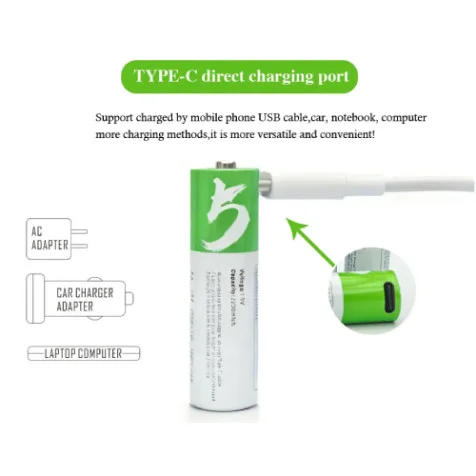 TYPE-C direct charging port
Support charged by mobile phone USB cable,car, notebook, computer
more charging methods,it is more versatile and convenient!
5
AC
ADAPTER
CAR CHARGER
ADAPTER
LAPTOP COMPUTER